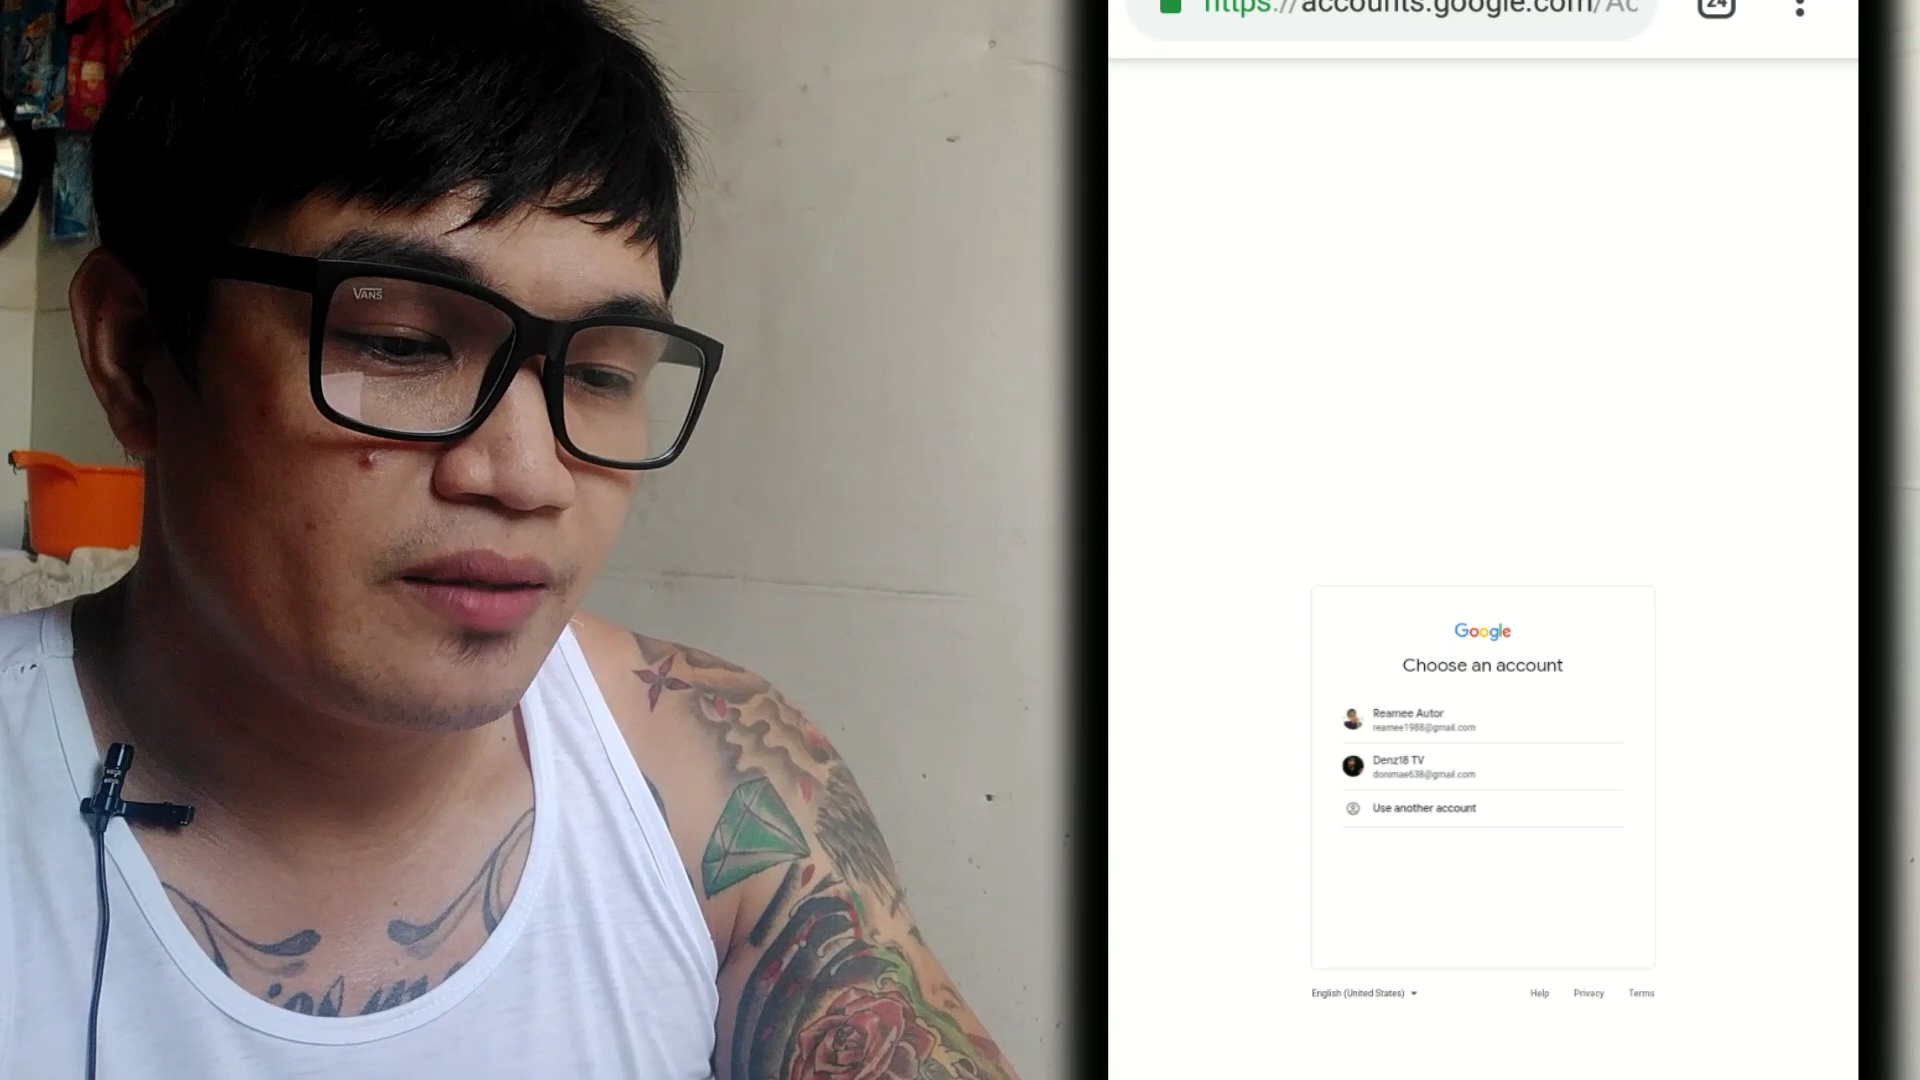 VANS
https://accounts.google.com/Ac
24
Google
Choose an account
Reamee Autor
reamee1988@gmail.com
Denz18 TV
donimae638@gmail.com
Use another account
English (United States)
Help Privacy Terms